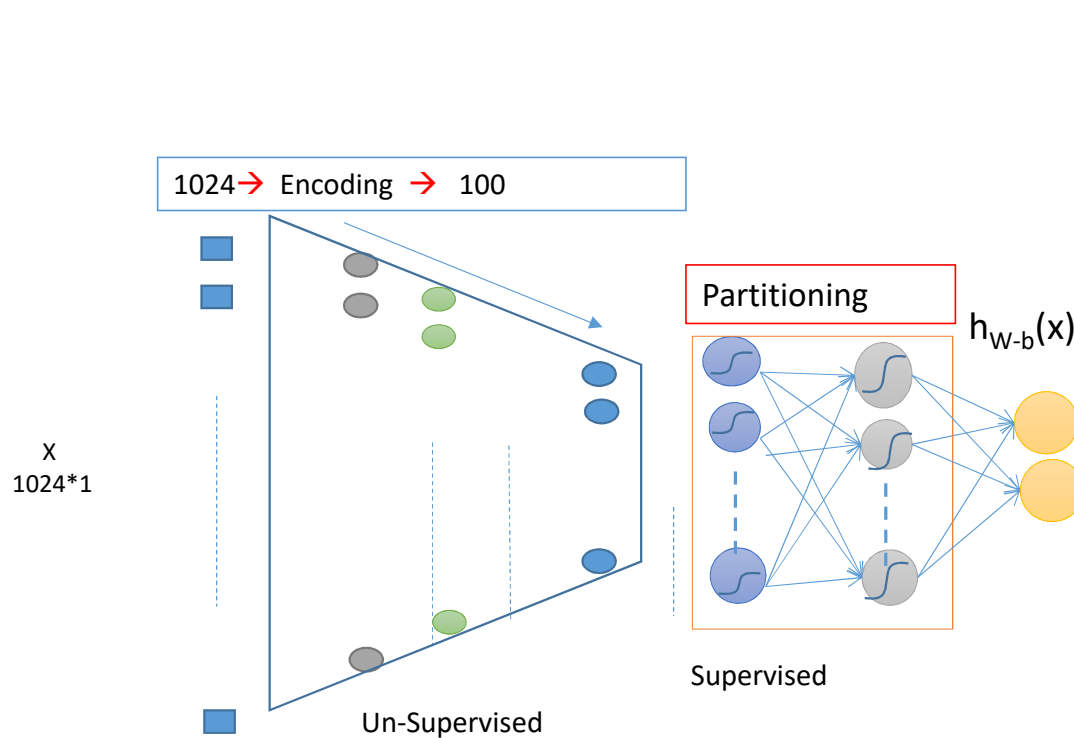 1024→ Encoding → 100
Partitioning
hW-b(x)
X
1024*1
Supervised
Un-Supervised